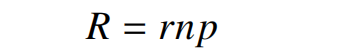 R = rnp